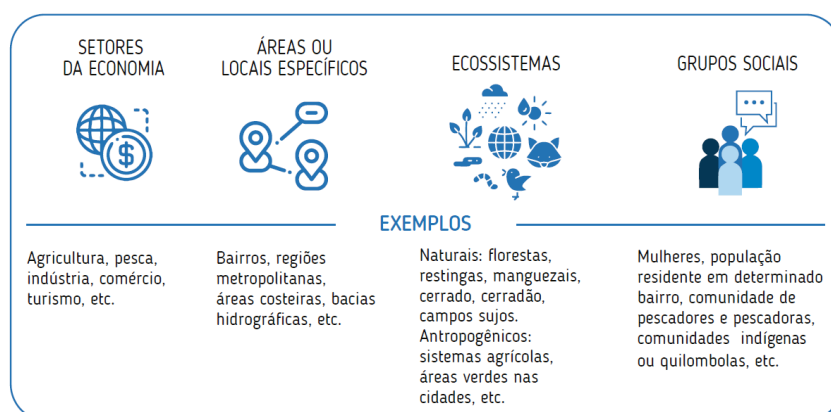 SETORES
DA ECONOMIA
ÁREAS OU
LOCAIS ESPECÍFICOS
ECOSSISTEMAS
GRUPOS SOCIAIS
$
EXEMPLOS
Agricultura, pesca,
indústria, comércio,
turismo, etc.
Bairros, regiões
metropolitanas,
áreas costeiras, bacias
hidrográficas, etc.
Naturais: florestas,
restingas, manguezais,
cerrado, cerradão,
campos sujos.
Antropogênicos:
sistemas agrícolas,
áreas verdes nas
cidades, etc.
Mulheres, população
residente em determinado
bairro, comunidade de
pescadores e pescadoras,
comunidades indígenas
ou quilombolas, etc.